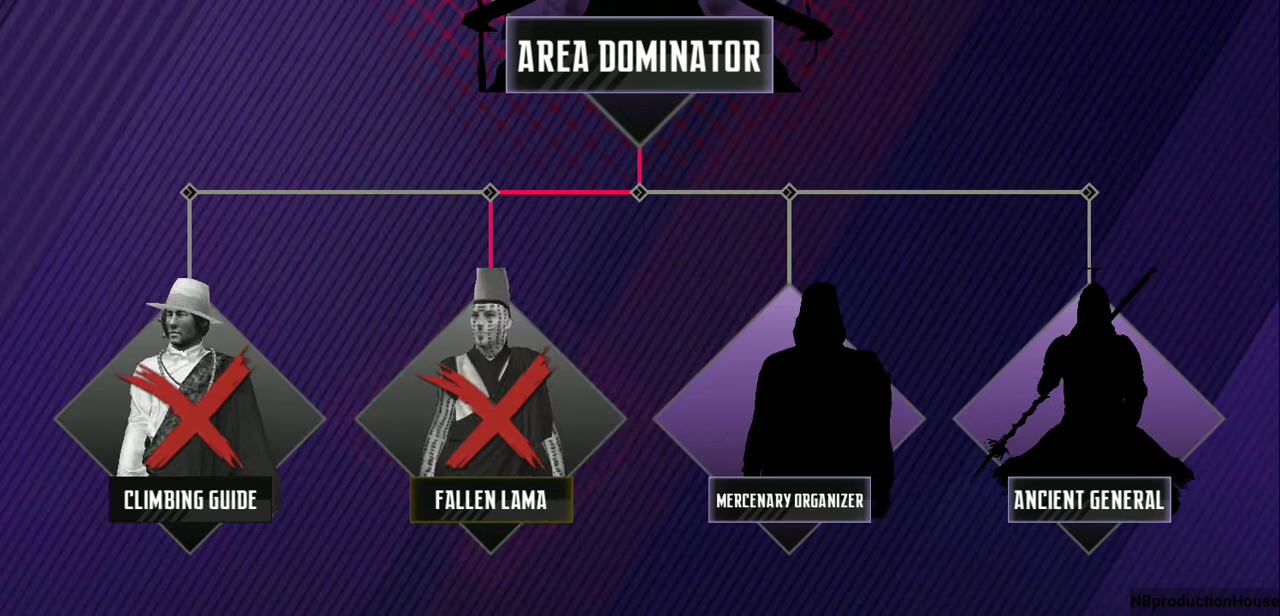 AREA DOMINATOR
CLIMBING GUIDE
FALLEN LAMA
MERCENARY ORGANIZER
ANCIENT GENERAL
NBproductionHouse